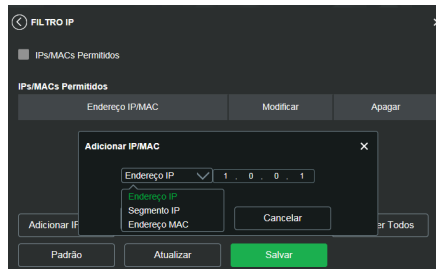 FILTRO IP
IPs/MACs Permitidos
IPs/MACs Permitidos
Endereço IP/MAC Modificar Apagar
Adicionar IP/MAC
Endereço IP 1 . 0 . 0 . 1
Endereço IP
Segmento IP
Endereço MAC
Cancelar
Adicionar IP er Todos
Padrão Atualizar Salvar